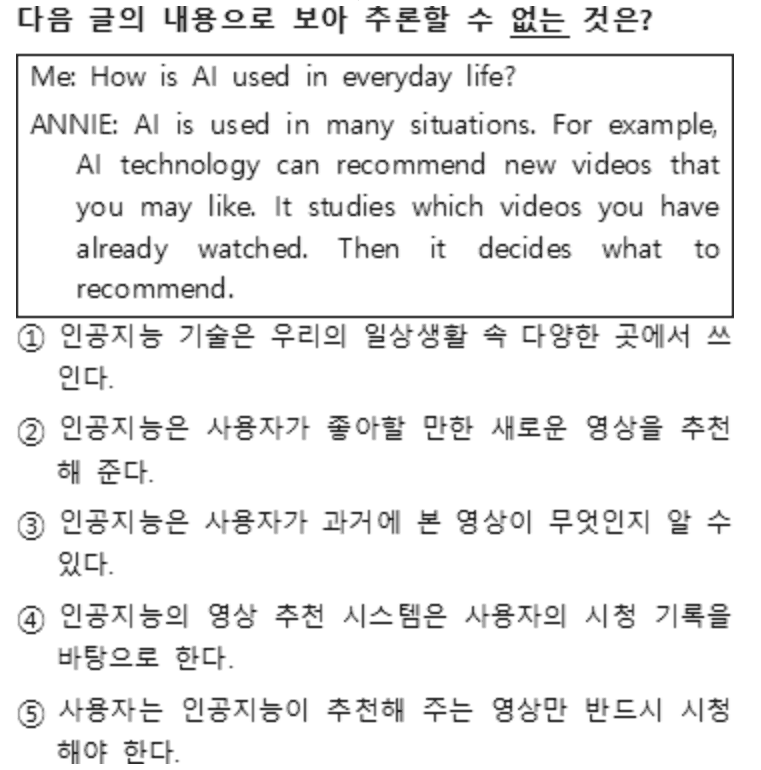 다음 글의 내용으로 보아 추론할 수 없는 것은?
Me: How is AI used in everyday life?
ANNIE: AI is used in many situations. For example,
AI technology can recommend new videos that
you may like. It studies which videos you have
already watched. Then it decides what to
recommend.
① 인공지능 기술은 우리의 일상생활 속 다양한 곳에서 쓰
인다.
② 인공지능은 사용자가 좋아할 만한 새로운 영상을 추천
해 준다.
③ 인공지능은 사용자가 과거에 본 영상이 무엇인지 알 수
있다.
④ 인공지능의 영상 추천 시스템은 사용자의 시청 기록을
바탕으로 한다.
⑤ 사용자는 인공지능이 추천해 주는 영상만 반드시 시청
해야 한다.